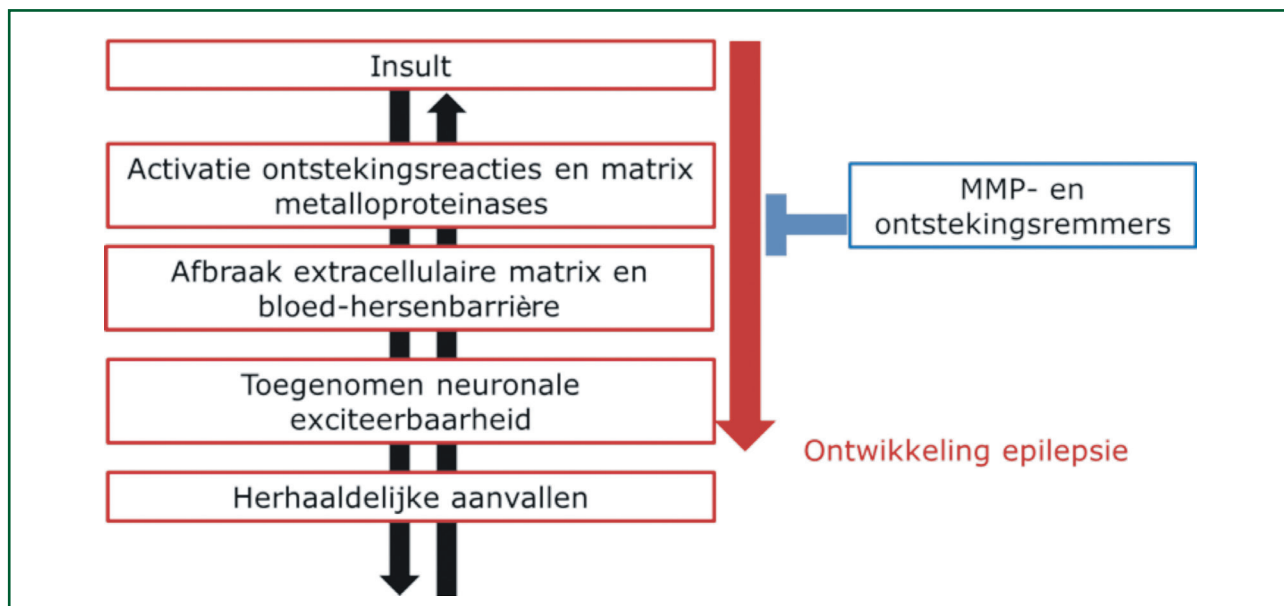 Insult
Activatie ontstekingsreacties en matrix
metalloproteinases
Afbraak extracellulaire matrix en
bloed-hersenbarrière
Toegenomen neuronale
exciteerbaarheid
Herhaaldelijke aanvallen
MMP- en
ontstekingsremmers
Ontwikkeling epilepsie